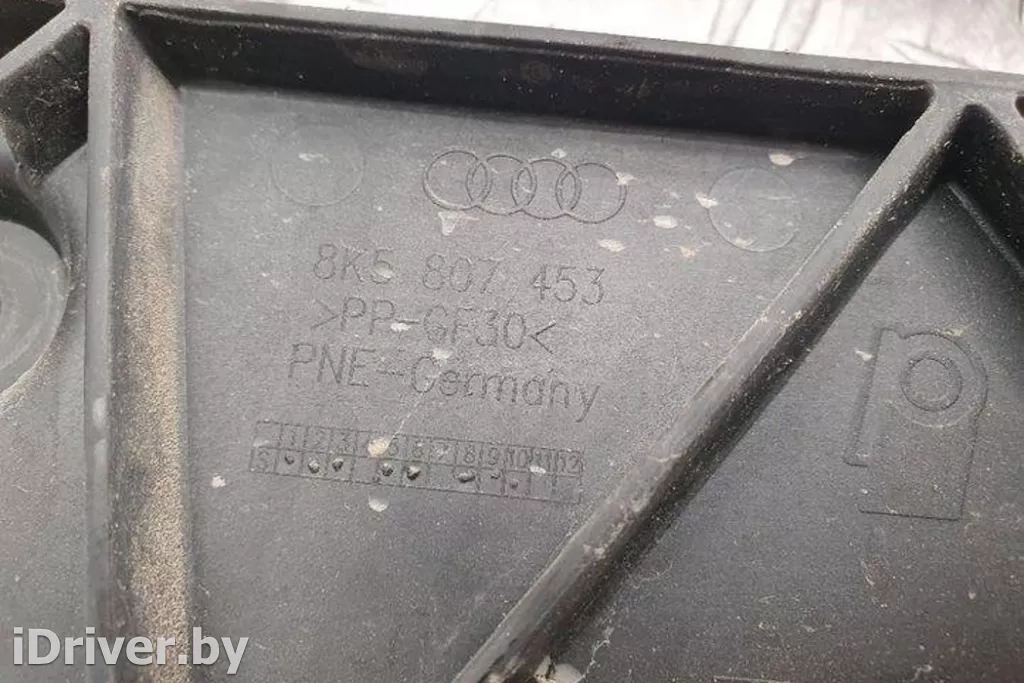 8K5 807 453
>PP-GF30<
PNE-Germany
1 2 3 4 5 6 7 8 9 10 11 12
S
iDriver.by